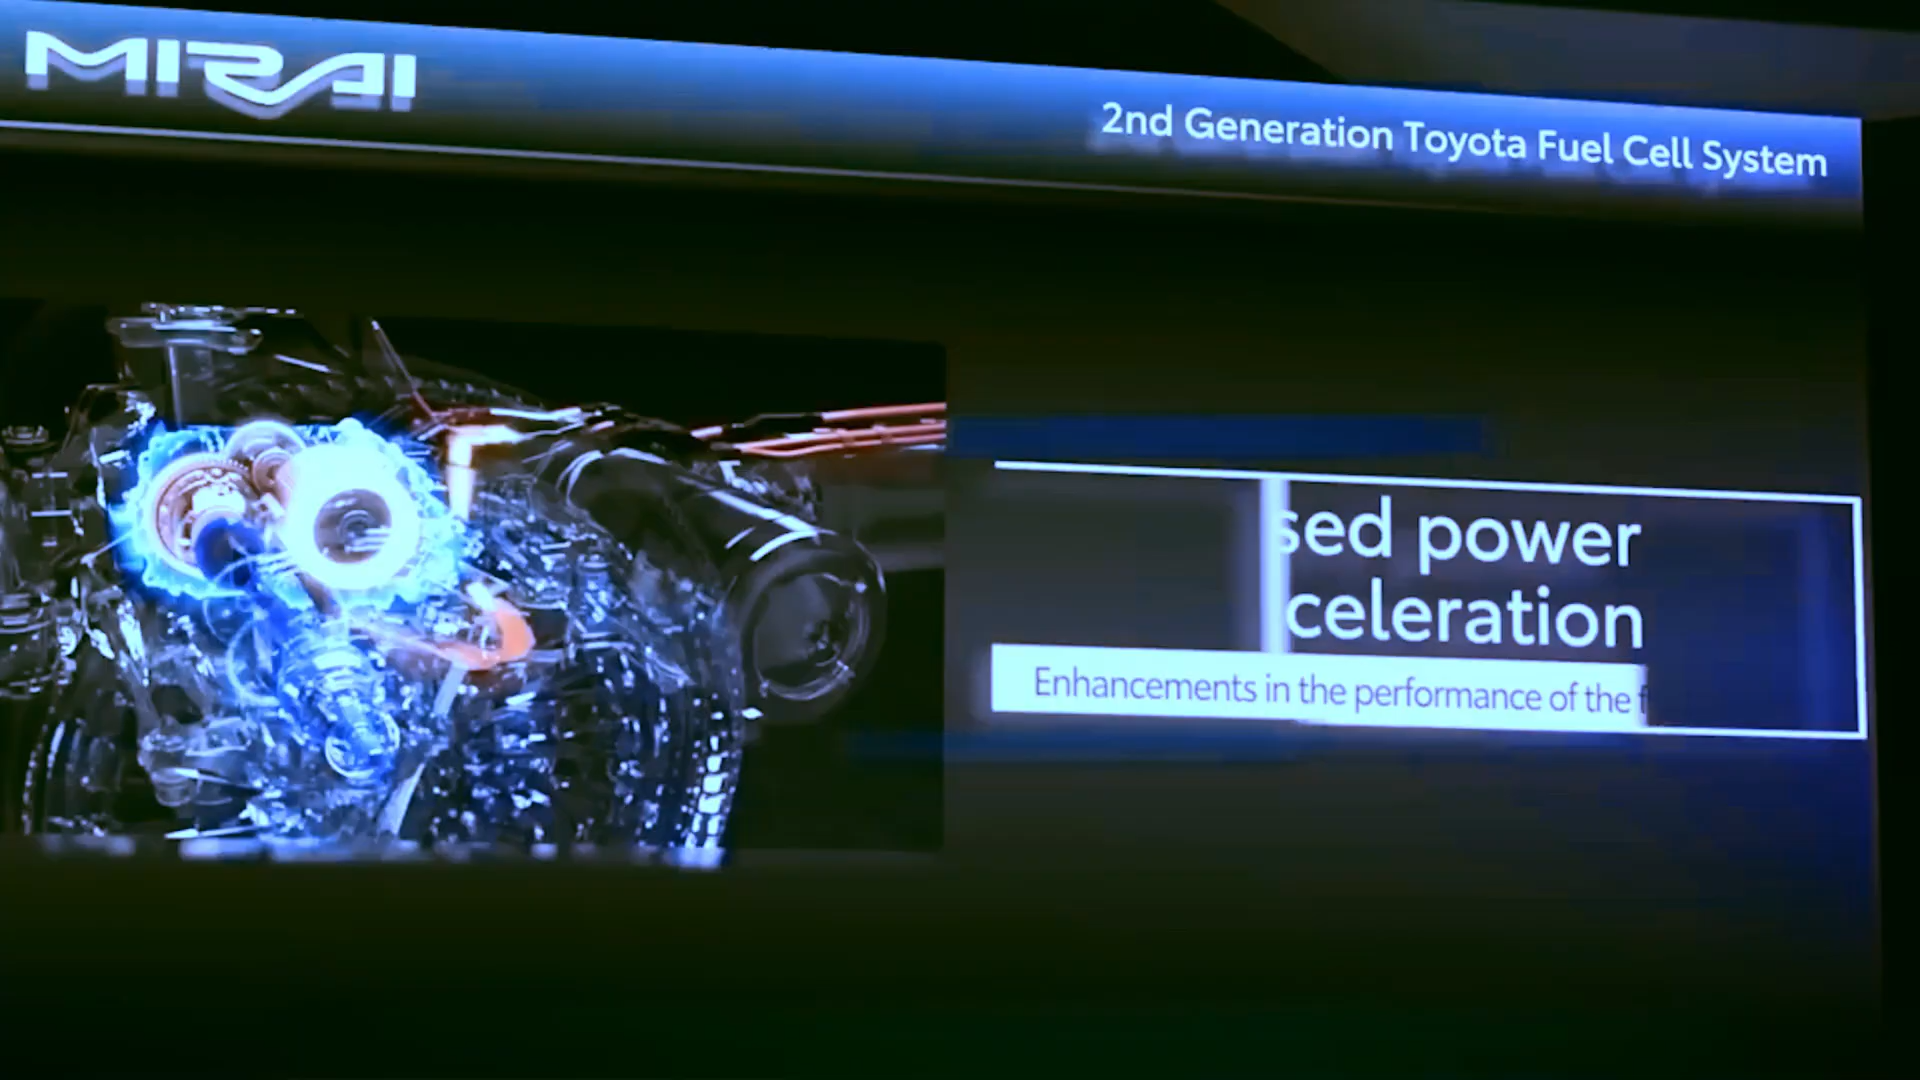 MIRAI
2nd Generation Toyota Fuel Cell System
sed power
celeration
Enhancements in the performance of the f